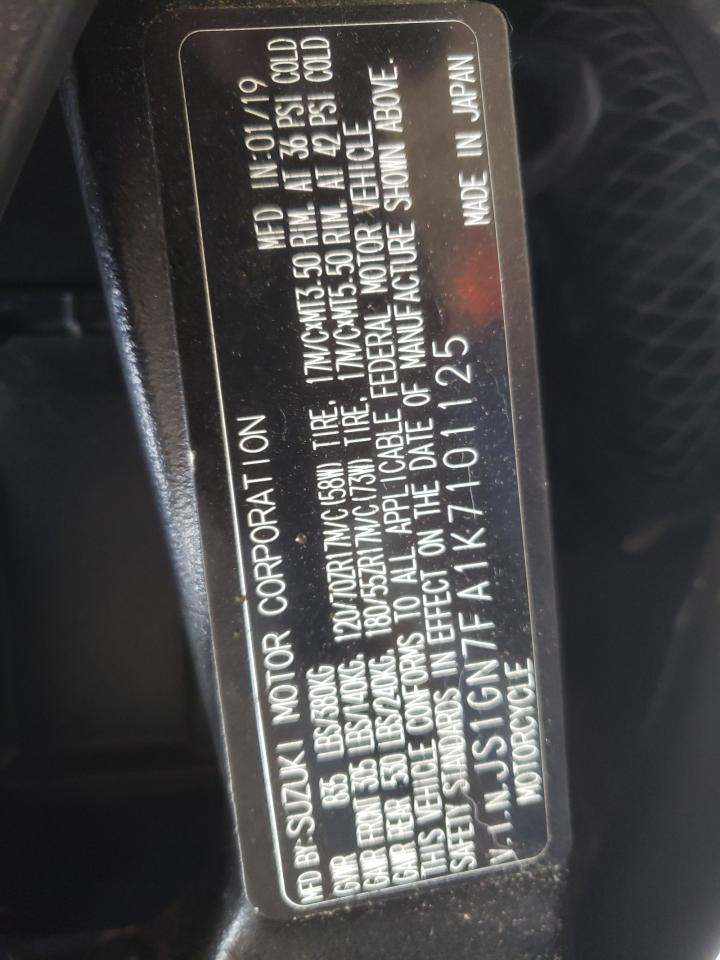 MFD BY:SUZUKI MOTOR CORPORATION MFD IN:01/19
GVWR 835 LBS/380KG
GAWR FRONT 305 LBS/140KG. 120/70ZR17M/C(58W) TIRE. 17M/CxMT3.50 RIM. AT 36 PSI COLD
GAWR REAR 530 LBS/240KG. 180/55ZR17M/C(73W) TIRE. 17M/CxMT5.50 RIM. AT 42 PSI COLD
THIS VEHICLE CONFORMS TO ALL APPLICABLE FEDERAL MOTOR VEHICLE
SAFETY STANDARDS IN EFFECT ON THE DATE OF MANUFACTURE SHOWN ABOVE.
V.I.N.JS1GN7FA1K7101125
MOTORCYCLE MADE IN JAPAN